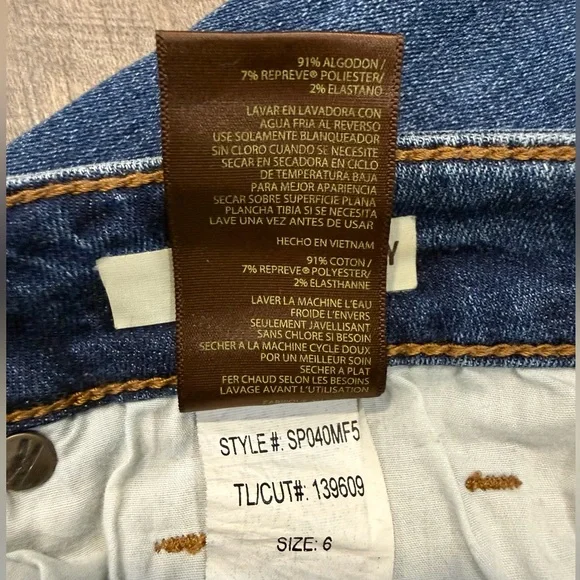 91% ALGODON /
7% REPREVE® POLIESTER/
2% ELASTANO
LAVAR EN LAVADORA CON
AGUA FRIA AL REVERSO
USE SOLAMENTE BLANQUEADOR
SIN CLORO CUANDO SE NECESITE
SECAR EN SECADORA EN CICLO
DE TEMPERATURA BAJA
PARA MEJOR APARIENCIA
SECAR SOBRE SUPERFICIE PLANA
PLANCHA TIBIA SI SE NECESITA
LAVE UNA VEZ ANTES DE USAR
HECHO EN VIETNAM
91% COTON /
7% REPREVE® POLYESTER/
2% ELASTHANNE
LAVER LA MACHINE L'EAU
FROIDE L'ENVERS
SEULEMENT JAVELLISANT
SANS CHLORE SI BESOIN
SECHER A LA MACHINE CYCLE DOUX
POR UN MEILLEUR SOIN
SECHER A PLAT
FER CHAUD SELON LES BESOINS
LAVAGE AVANT L'UTILISATION
Y
STYLE #: SP040MF5
TL/CUT#: 139609
SIZE: 6